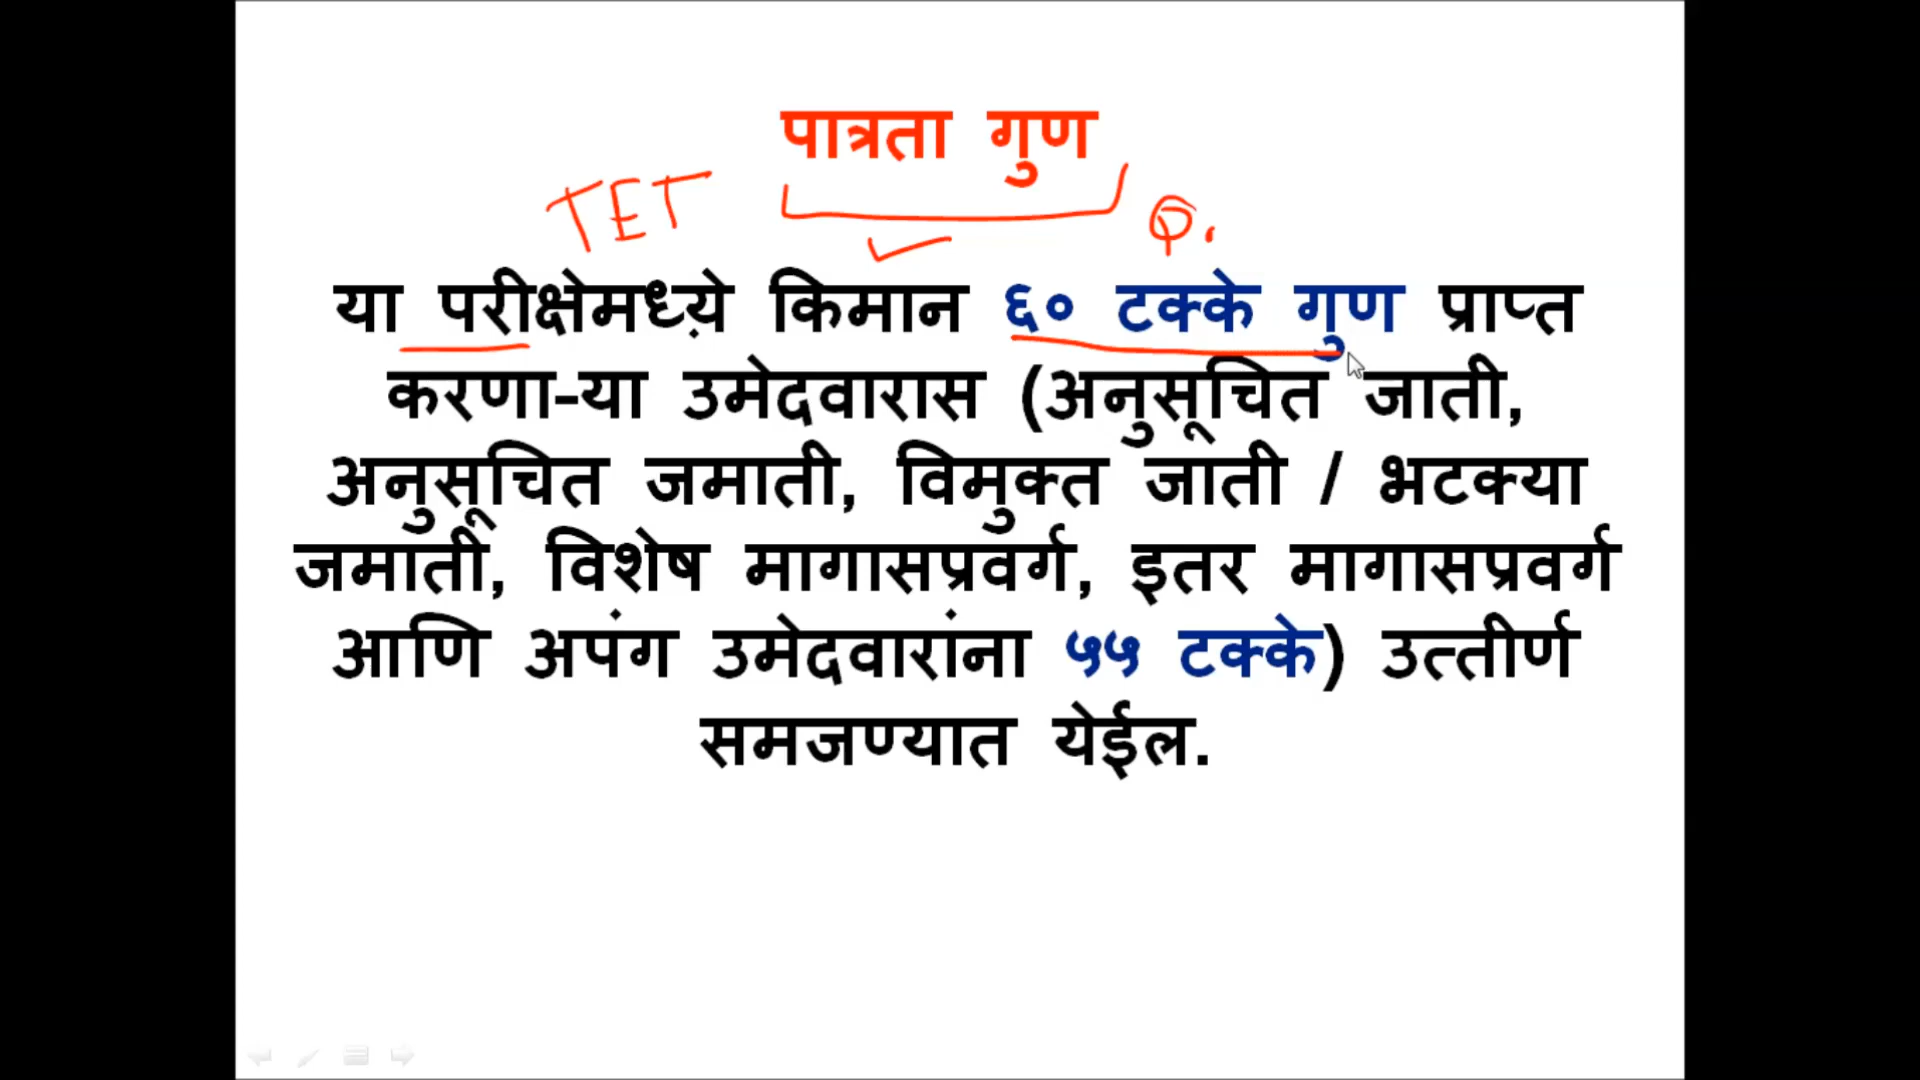 पात्रता गुण
TET
Q.
या परीक्षेमध्य़े किमान ६० टक्के गुण प्राप्त
करणा-या उमेदवारास (अनुसूचित जाती,
अनुसूचित जमाती, विमुक्त जाती / भटक्या
जमाती, विशेष मागासप्रवर्ग, इतर मागासप्रवर्ग
आणि अपंग उमेदवारांना ५५ टक्के) उत्तीर्ण
समजण्यात येईल.